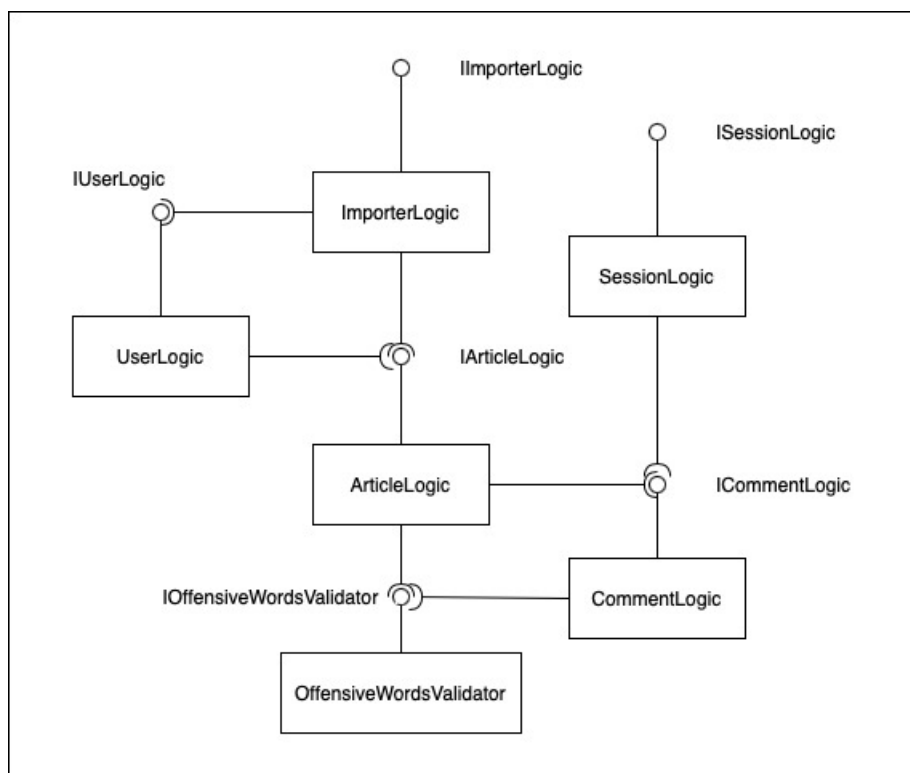 IImporterLogic
ISessionLogic
IUserLogic
ImporterLogic
SessionLogic
UserLogic
IArticleLogic
ArticleLogic
ICommentLogic
IOffensiveWordsValidator
CommentLogic
OffensiveWordsValidator